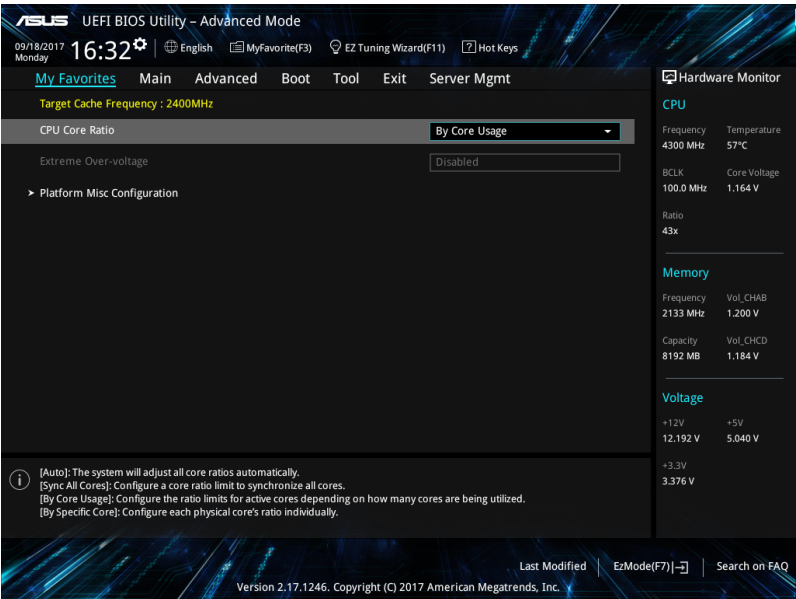 ASUS UEFI BIOS Utility – Advanced Mode
09/18/2017 Monday 16:32 English MyFavorite(F3) EZ Tuning Wizard(F11) ? Hot Keys
My Favorites Main Advanced Boot Tool Exit Server Mgmt
Target Cache Frequency : 2400MHz
CPU Core Ratio By Core Usage
Extreme Over-voltage Disabled
Platform Misc Configuration
[Auto]: The system will adjust all core ratios automatically.
[Sync All Cores]: Configure a core ratio limit to synchronize all cores.
[By Core Usage]: Configure the ratio limits for active cores depending on how many cores are being utilized.
[By Specific Core]: Configure each physical core's ratio individually.
Hardware Monitor
CPU
Frequency Temperature
4300 MHz 57°C
BCLK Core Voltage
100.0 MHz 1.164 V
Ratio
43x
Memory
Frequency Vol_CHAB
2133 MHz 1.200 V
Capacity Vol_CHCD
8192 MB 1.184 V
Voltage
+12V +5V
12.192 V 5.040 V
+3.3V
3.376 V
Last Modified EzMode(F7) Search on FAQ
Version 2.17.1246. Copyright (C) 2017 American Megatrends, Inc.